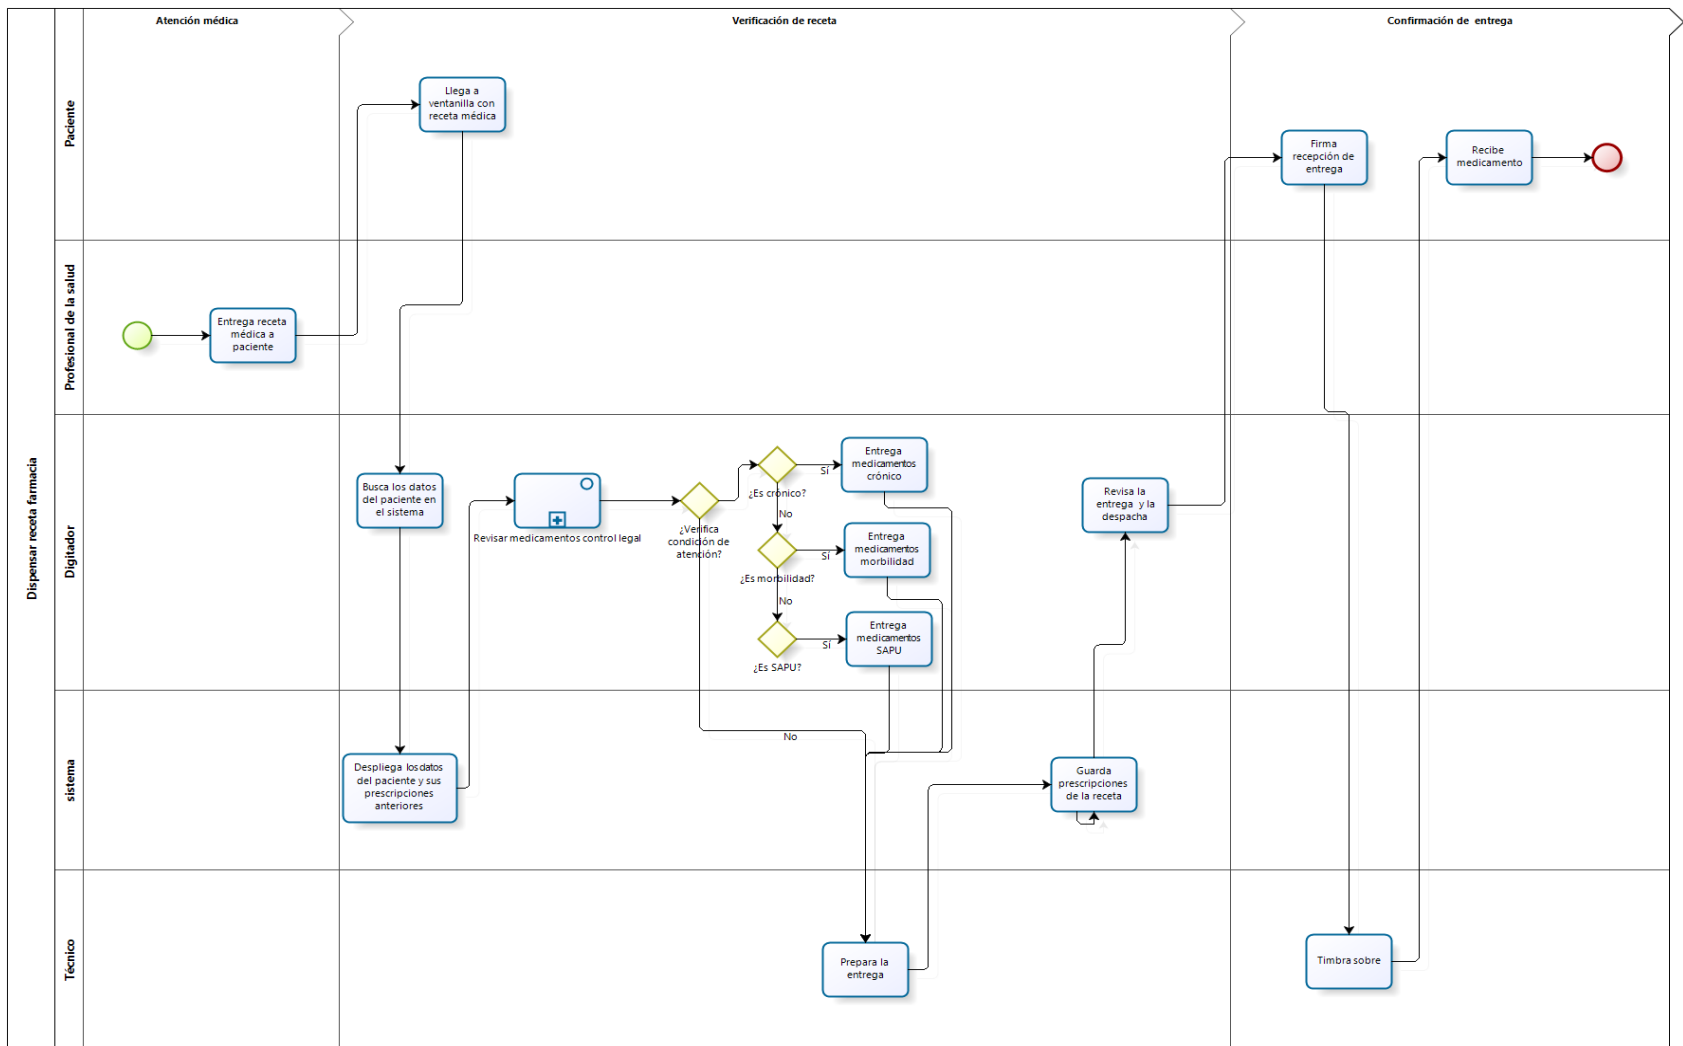 Atención médica
Verificación de receta
Confirmación de entrega
Dispensar receta farmacia
Paciente
Llega a
ventanilla con
receta médica
Firma
recepción de
entrega
Recibe
medicamento
Profesional de la salud
Entrega receta
médica a
paciente
Digitador
Busca los datos
del paciente en
el sistema
Revisar medicamentos control legal
¿Verifica
condición de
atención?
¿Es crónico?
Sí
Entrega
medicamentos
crónico
No
¿Es morbilidad?
Sí
Entrega
medicamentos
morbilidad
No
¿Es SAPU?
Sí
Entrega
medicamentos
SAPU
Revisa la
entrega y la
despacha
sistema
Despliega los datos
del paciente y sus
prescripciones
anteriores
No
Guarda
prescripciones
de la receta
Técnico
Prepara la
entrega
Timbra sobre